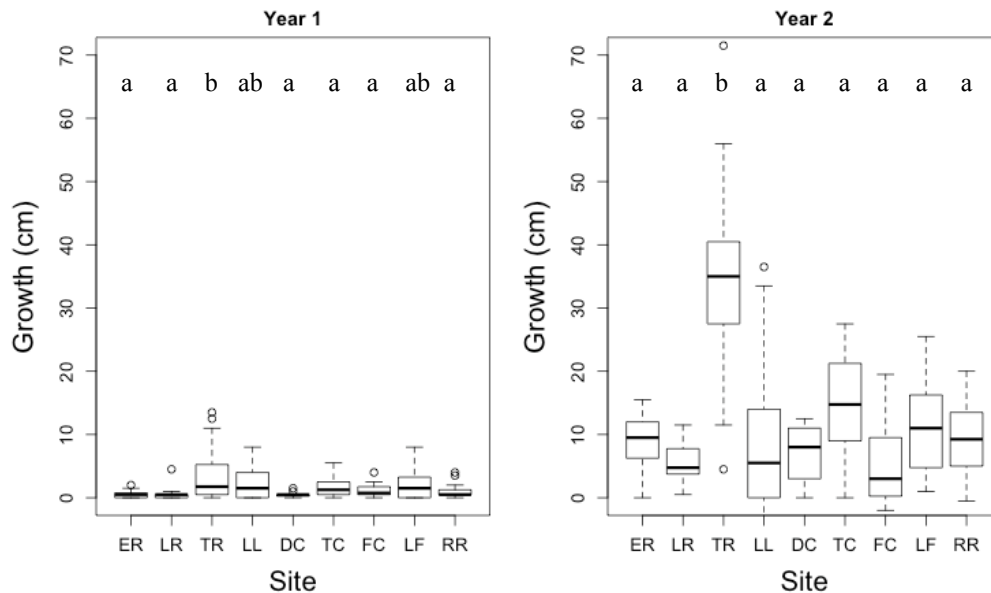 Year 1
Growth (cm)
70
60
50
40
30
20
10
0
a a b ab a a a ab a
ER LR TR LL DC TC FC LF RR
Site
Year 2
Growth (cm)
70
60
50
40
30
20
10
0
a a b a a a a a a
ER LR TR LL DC TC FC LF RR
Site